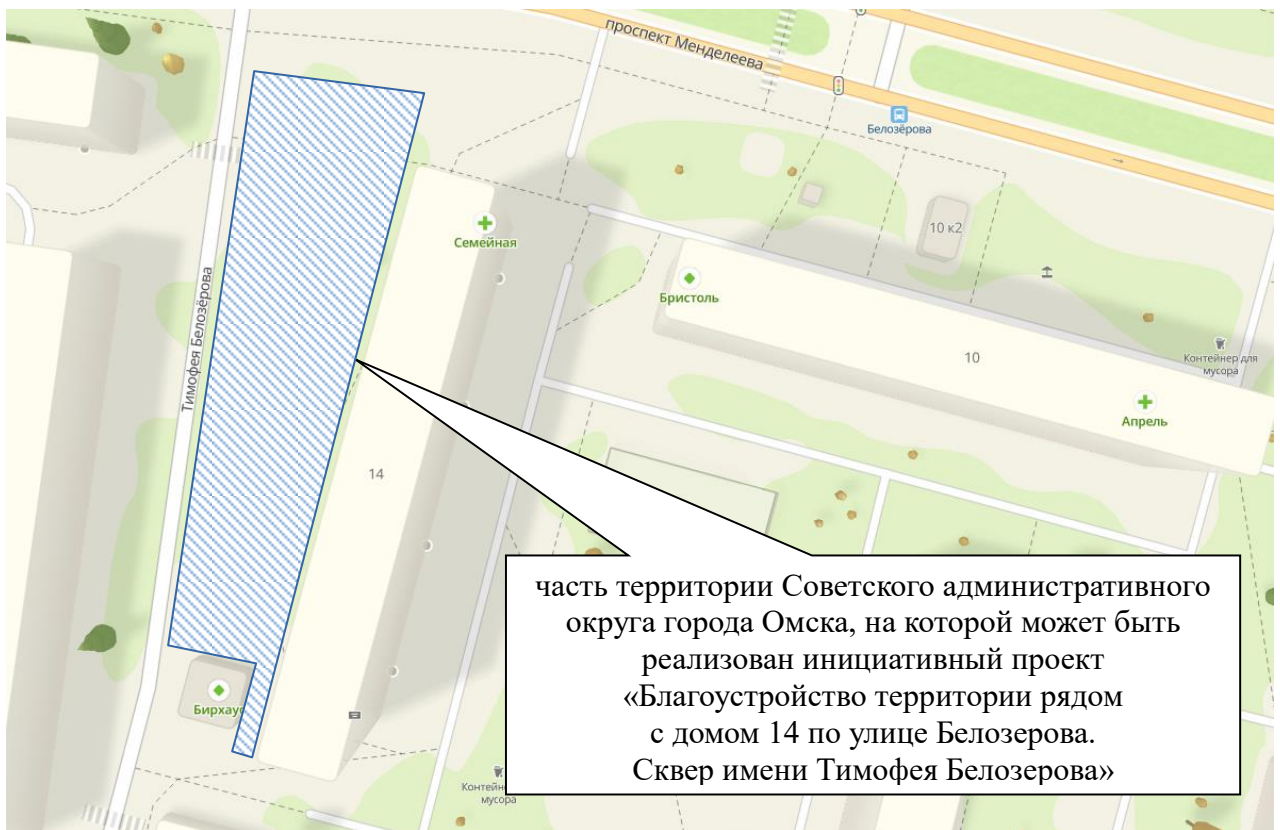 проспект Менделеева
Белозёрова
10 к2
Семейная
Бристоль
Тимофея Белозёрова
10
Контейнер для
мусора
Апрель
14
часть территории Советского административного
округа города Омска, на которой может быть
реализован инициативный проект
«Благоустройство территории рядом
с домом 14 по улице Белозерова.
Сквер имени Тимофея Белозерова»
Бирхаус
Контейн
мусора